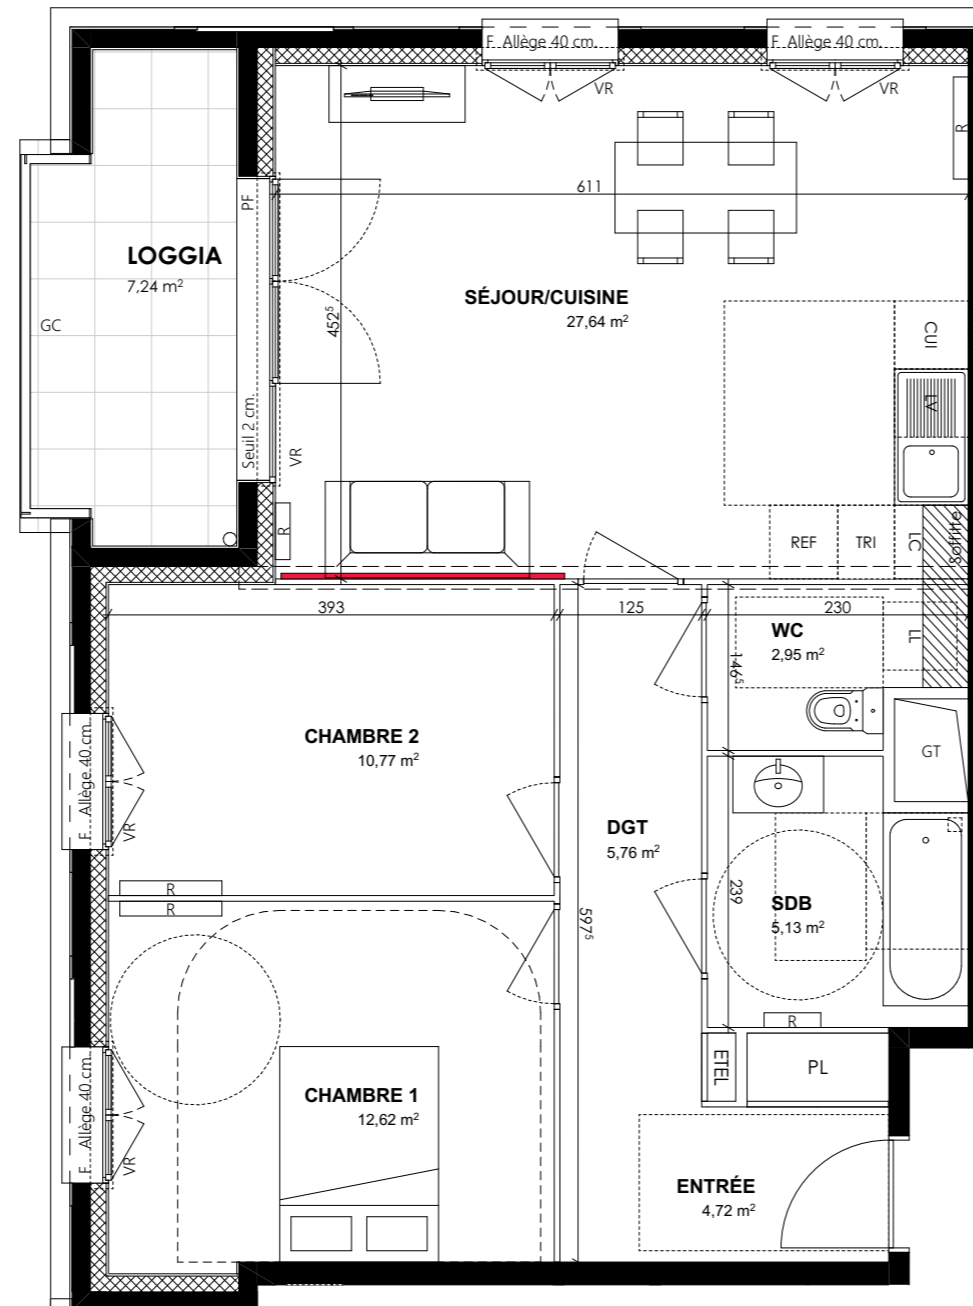 F Allège 40 cm.
F Allège 40 cm.
VR
VR
R
611
PF
LOGGIA
7,24 m²
SÉJOUR/CUISINE
27,64 m²
452⁵
GC
CUI
LV
Seuil 2 cm.
VR
R
REF
TRI
LC
Soffitte
393
125
230
WC
2,95 m²
LL
146⁵
CHAMBRE 2
10,77 m²
GT
F Allège 40 cm.
VR
DGT
5,76 m²
R
R
239
SDB
5,13 m²
597⁵
R
ETEL
PL
CHAMBRE 1
12,62 m²
F Allège 40 cm.
VR
ENTRÉE
4,72 m²